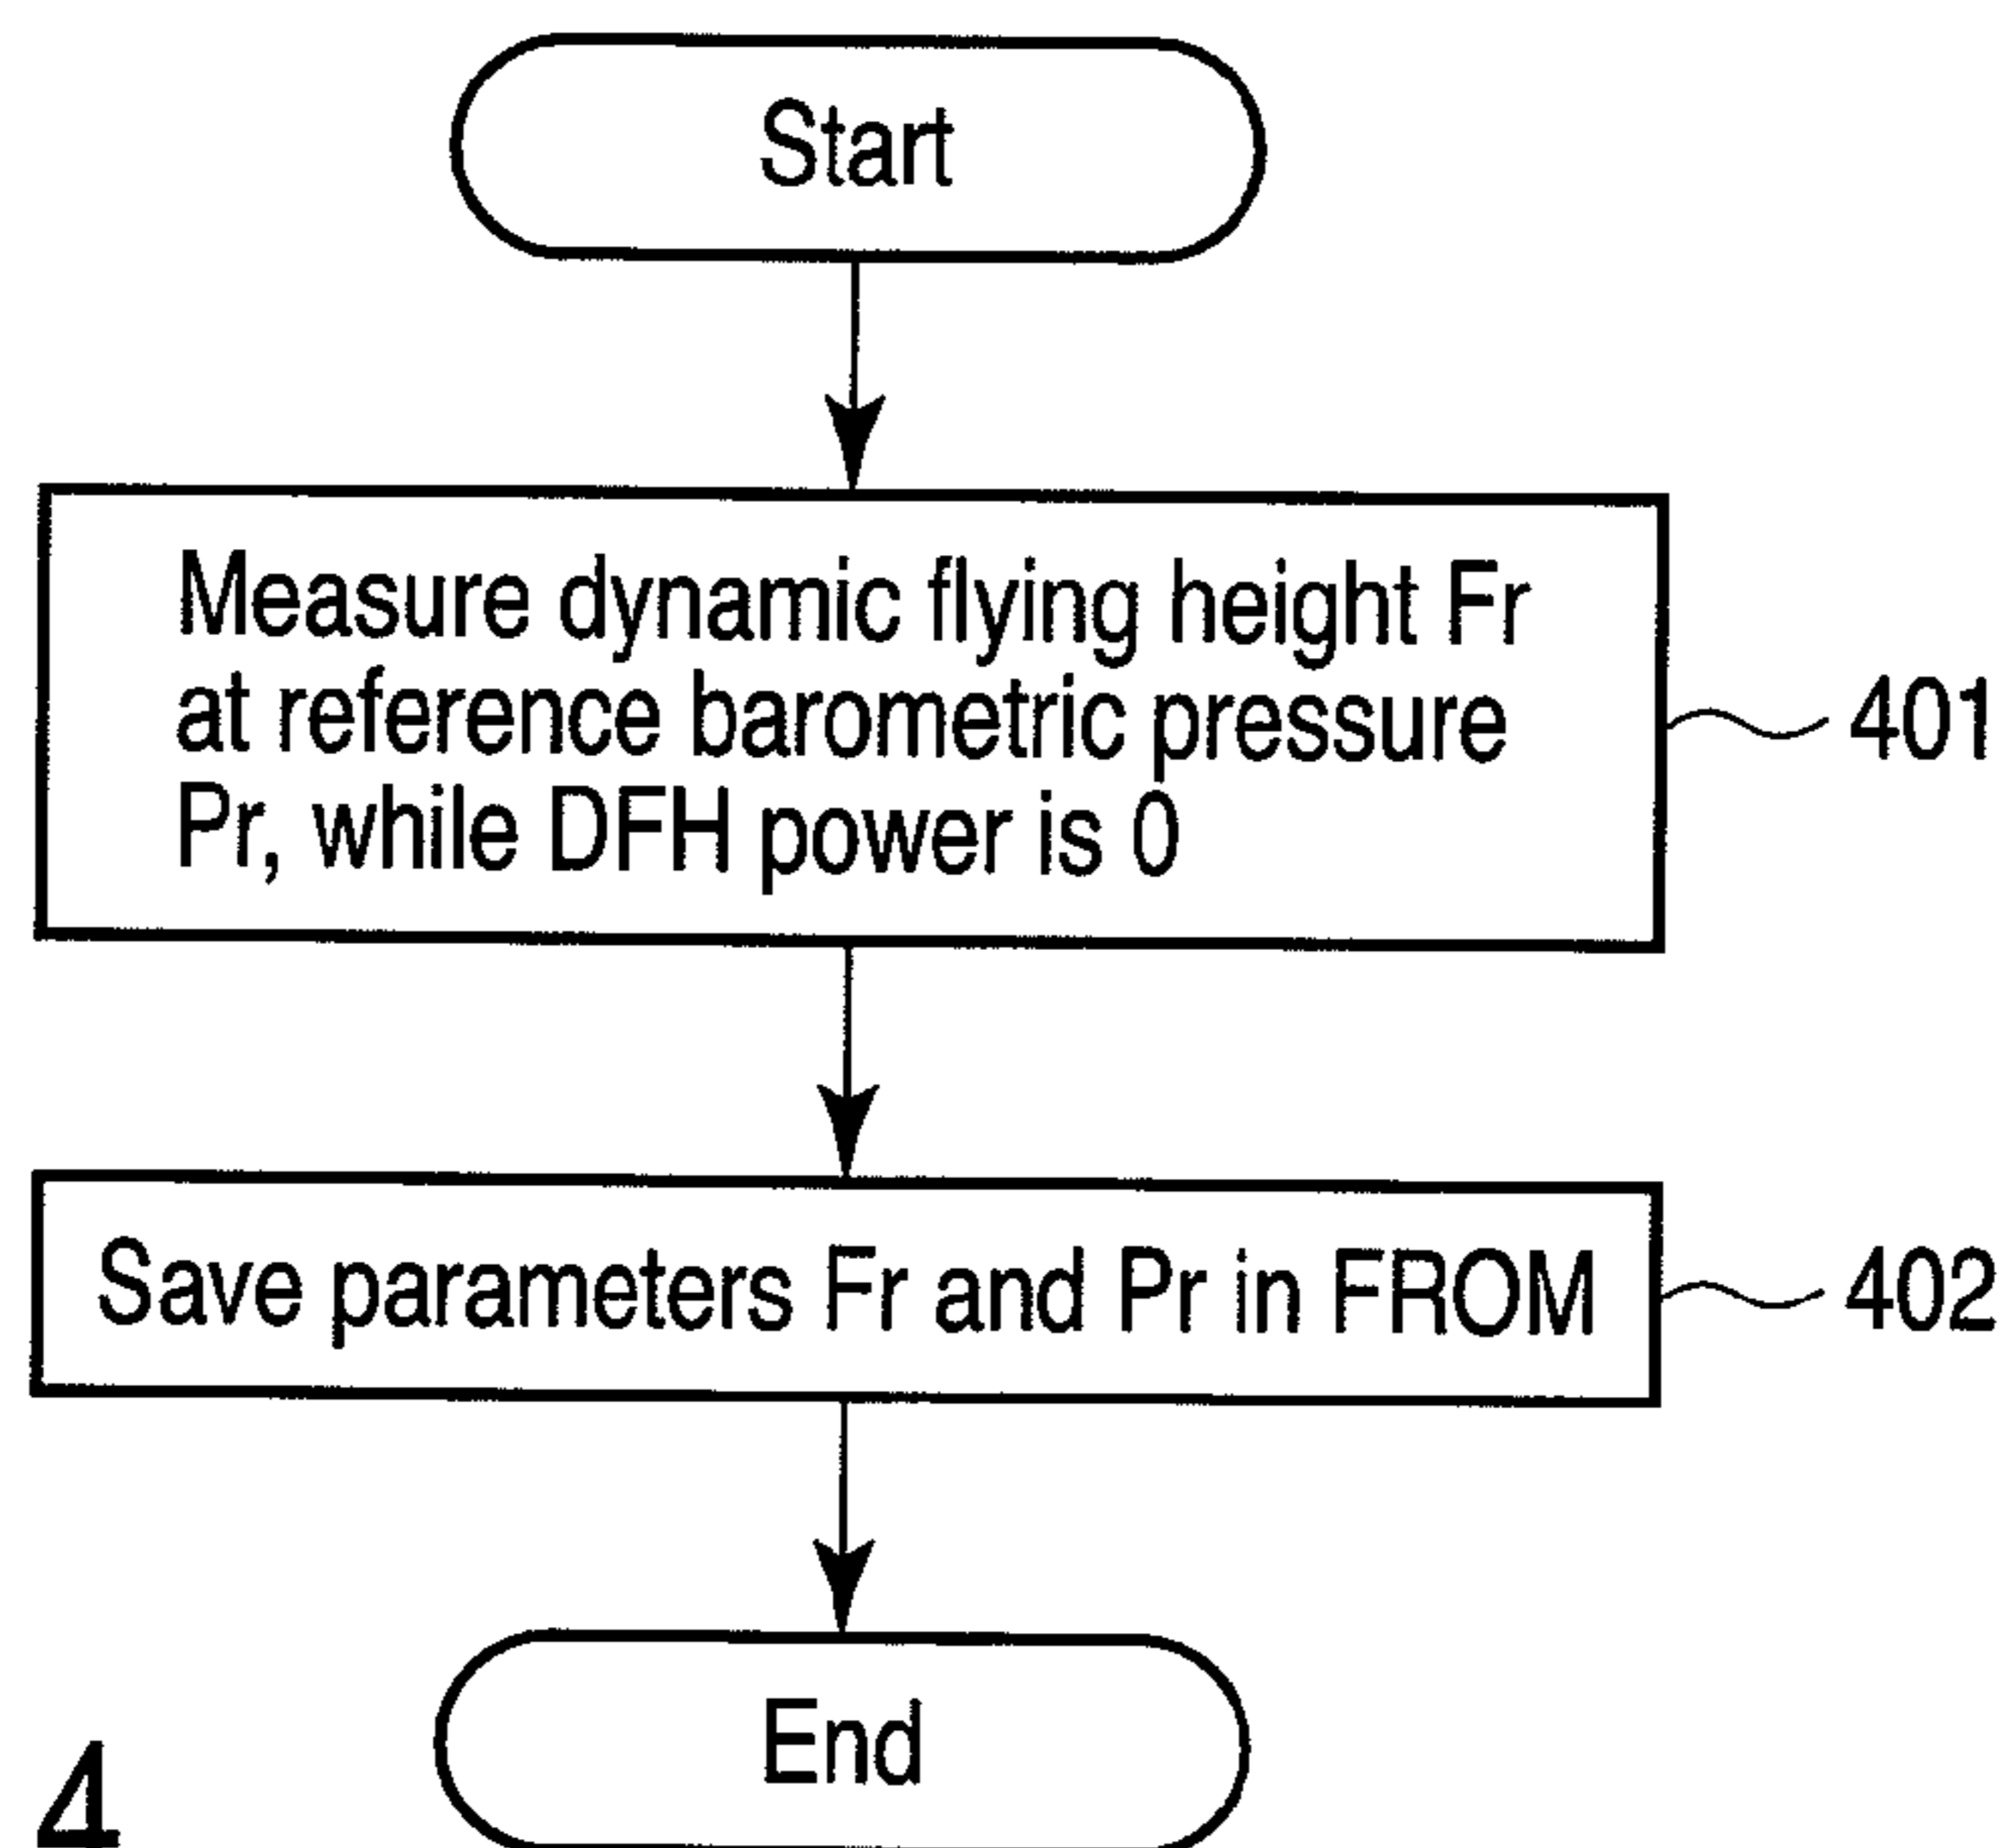 Start
Measure dynamic flying height Fr
at reference barometric pressure
Pr, while DFH power is 0
401
Save parameters Fr and Pr in FROM
402
End
4